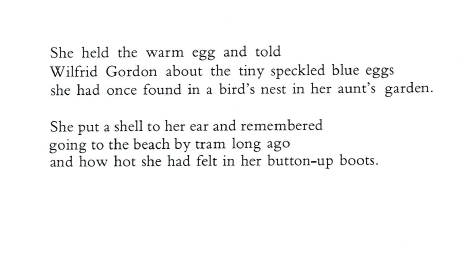 She held the warm egg and told
Wilfrid Gordon about the tiny speckled blue eggs
she had once found in a bird's nest in her aunt's garden.
She put a shell to her ear and remembered
going to the beach by tram long ago
and how hot she had felt in her button-up boots.